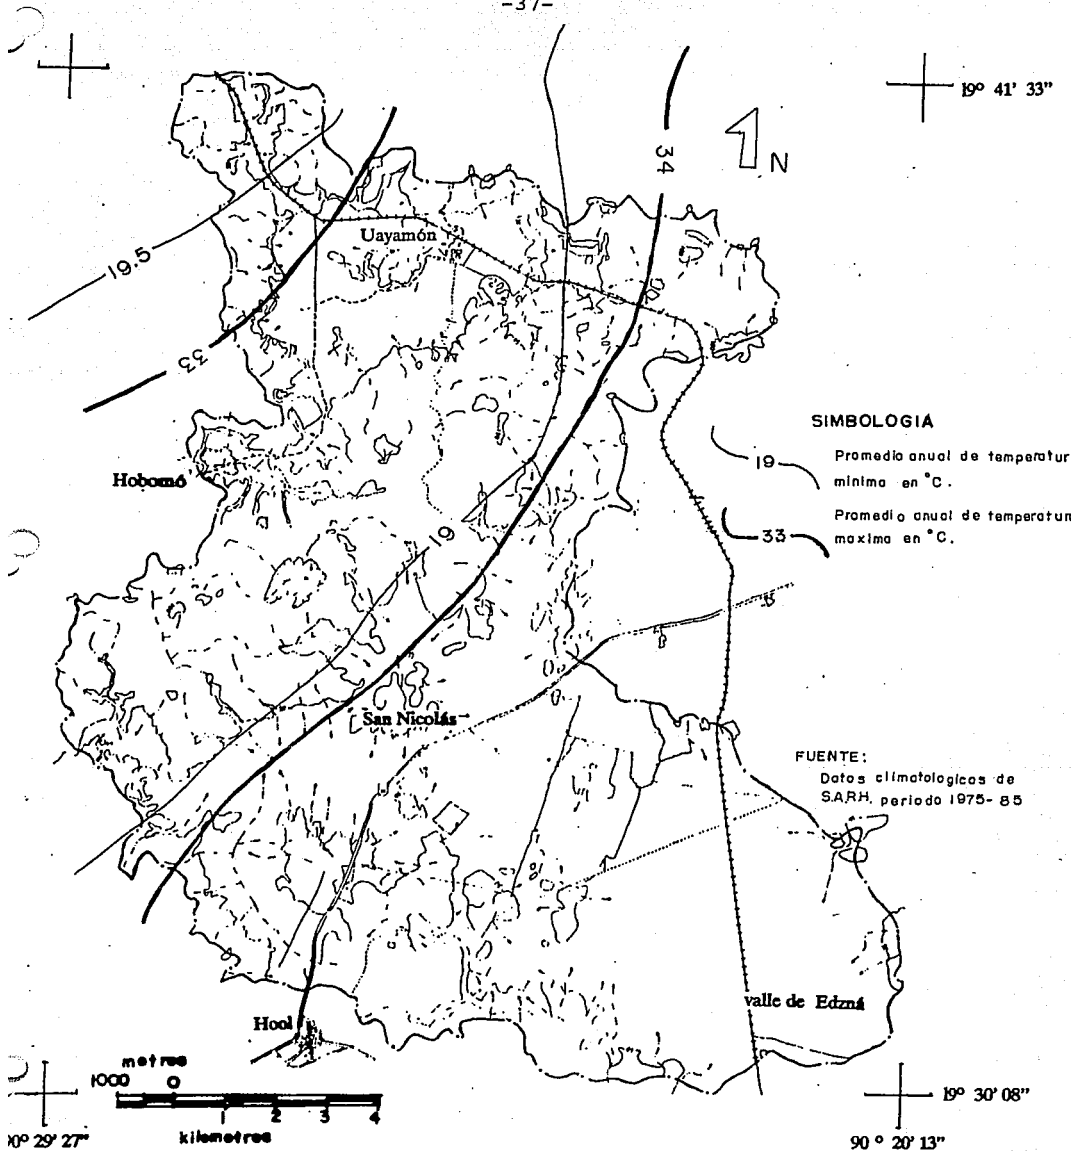 -37-
19° 41' 33"
34
N
Uayamón
19.5
33
SIMBOLOGIA
19 Promedio anual de temperatur
minima en °C.
33 Promedio anual de temperatur
maxima en °C.
Hobomó
19
San Nicolás
FUENTE:
Datos climatologicos de
S.A.R.H. periodo 1975-85
valle de Edzná
Hool
metros
1000 0
1 2 3 4
kilometros
19° 30' 08"
0° 29' 27"
90° 20' 13"